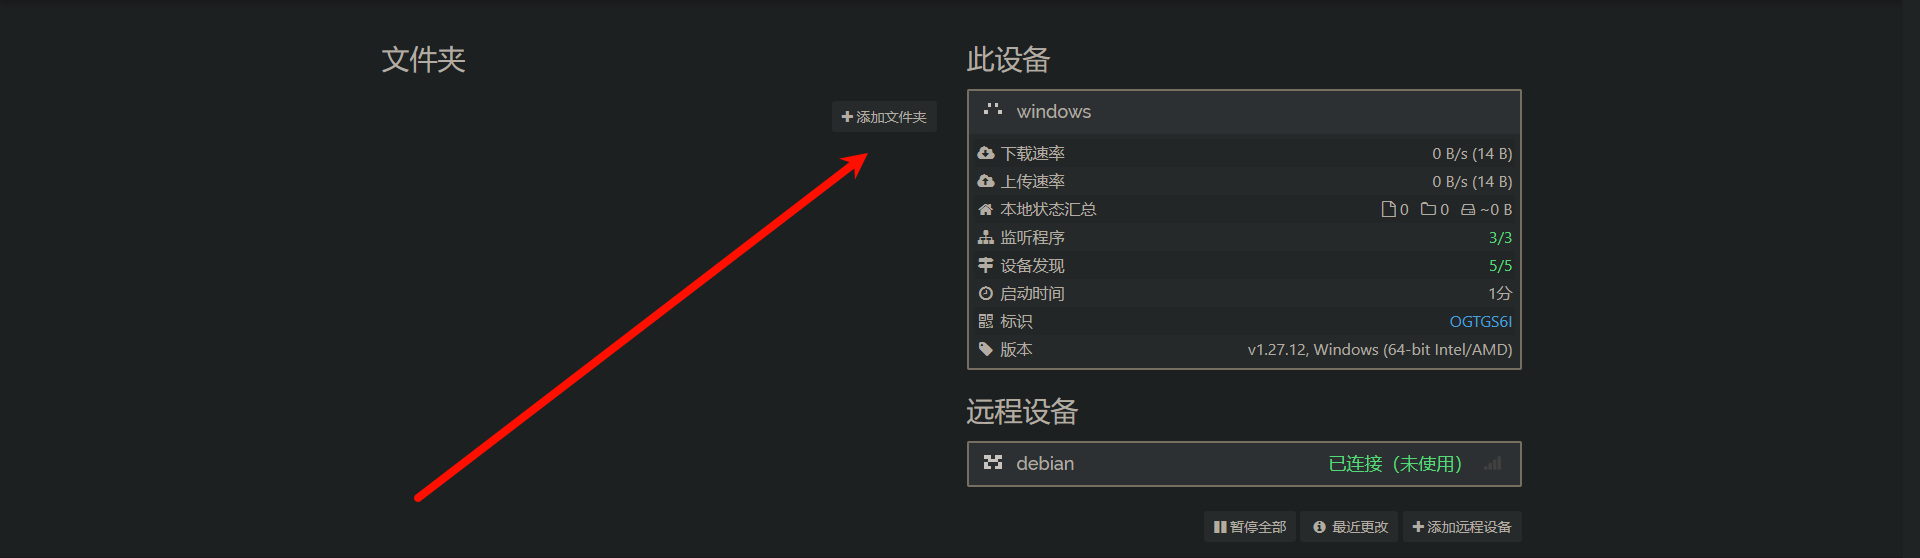 文件夹
添加文件夹
此设备
windows
下载速率 0 B/s (14 B)
上传速率 0 B/s (14 B)
本地状态汇总 0 0 ~0 B
监听程序 3/3
设备发现 5/5
启动时间 1分
标识 OGTGS6I
版本 v1.27.12, Windows (64-bit Intel/AMD)
远程设备
debian 已连接（未使用）
暂停全部 最近更改 添加远程设备